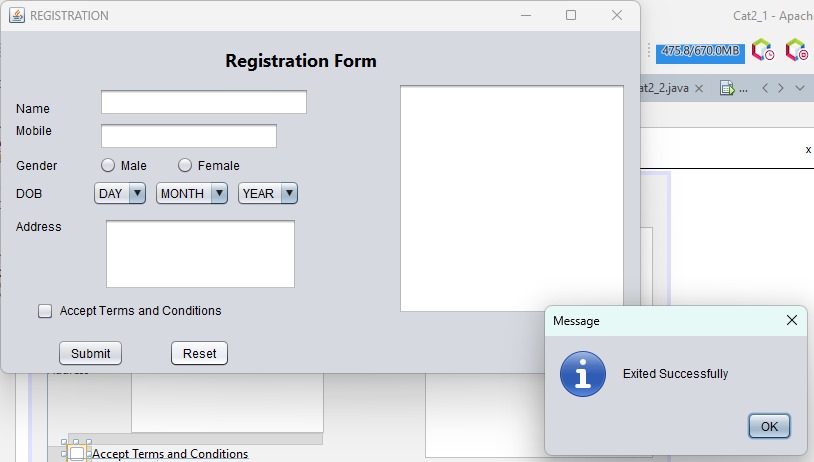 REGISTRATION
Cat2_1 - Apach
Registration Form
475.8/670.0MB
at2_2.java
...
Name
Mobile
Gender
Male
Female
DOB
DAY
MONTH
YEAR
Address
Accept Terms and Conditions
Submit
Reset
Message
Exited Successfully
OK
Accept Terms and Conditions